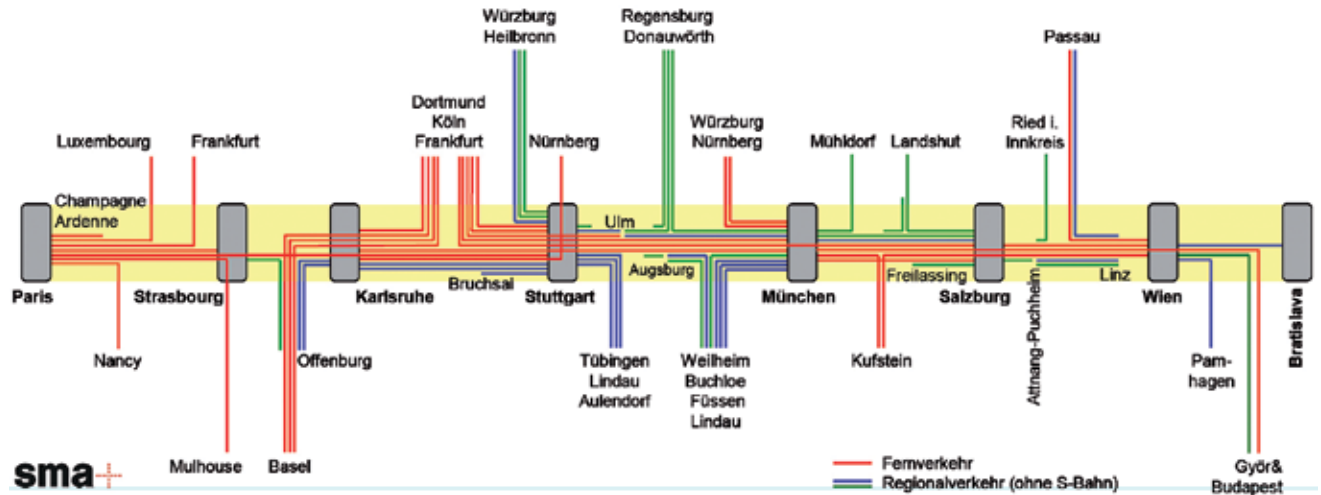 Würzburg
Heilbronn
Regensburg
Donauwörth
Passau
Luxembourg
Frankfurt
Dortmund
Köln
Frankfurt
Nürnberg
Würzburg
Nürnberg
Mühldorf
Landshut
Ried i.
Innkreis
Champagne
Ardenne
Ulm
Bruchsal
Augsburg
Freilassing
Attnang-Puchheim
Linz
Paris
Strasbourg
Karlsruhe
Stuttgart
München
Salzburg
Wien
Bratislava
Nancy
Offenburg
Tübingen
Lindau
Aulendorf
Weilheim
Buchloe
Füssen
Lindau
Kufstein
Pam-
hagen
Mulhouse
Basel
Györ&
Budapest
sma+
Fernverkehr
Regionalverkehr (ohne S-Bahn)